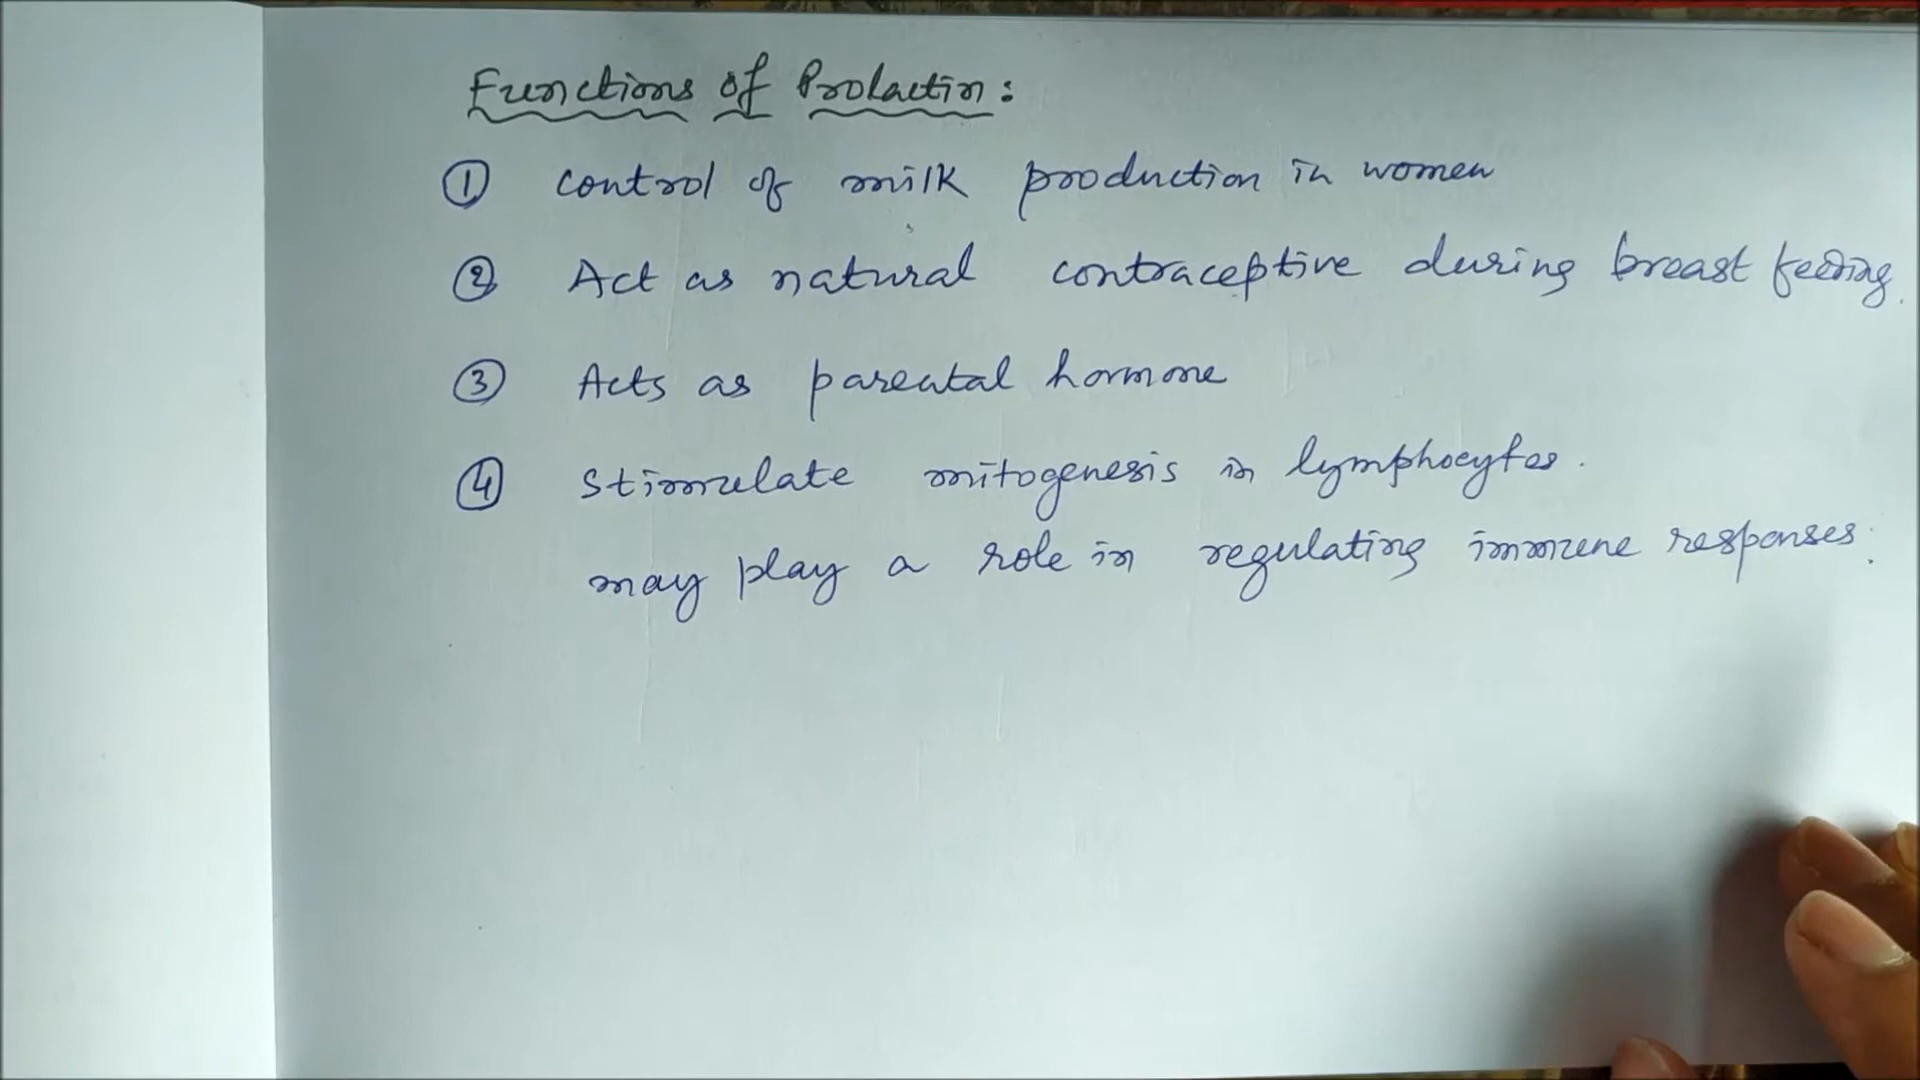 Functions of Prolactin:
① control of milk production in women
② Act as natural contraceptive during breast feeding.
③ Acts as parental hormone
④ Stimulate mitogenesis in lymphocytes.
may play a role in regulating immune responses.